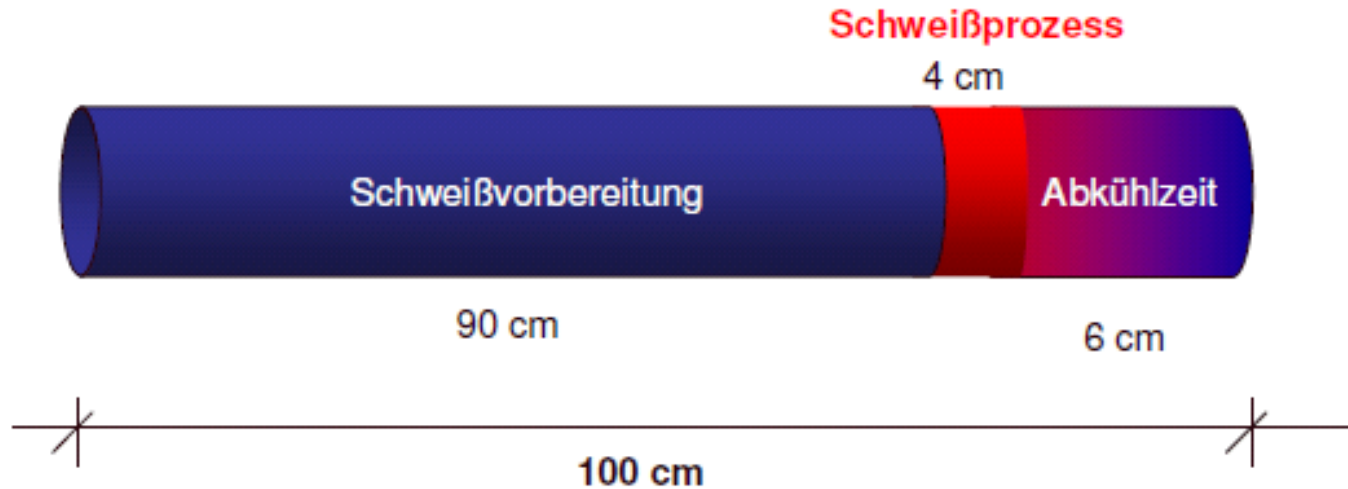 Schweißprozess
4 cm
Schweißvorbereitung
Abkühlzeit
90 cm
6 cm
100 cm